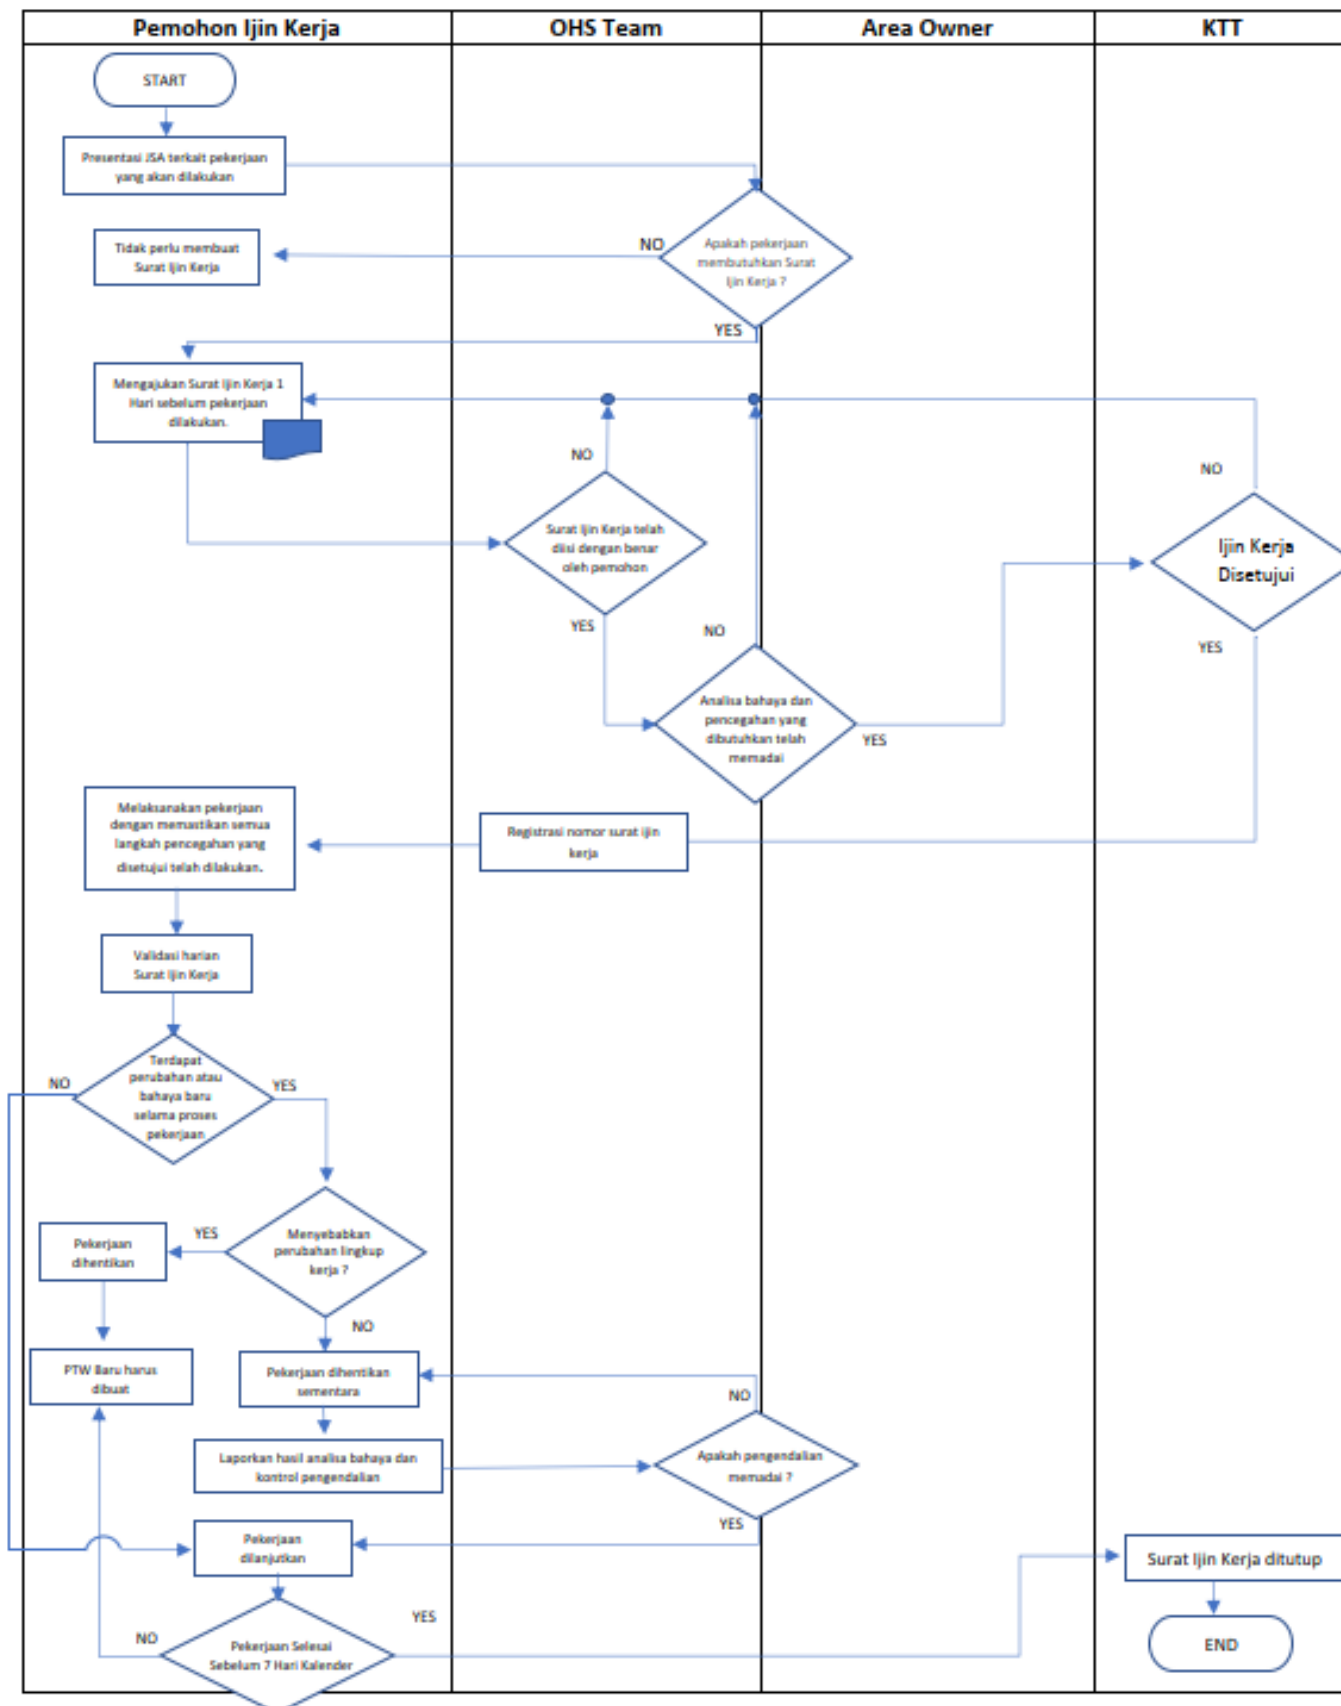 Pemohon Ijin Kerja
OHS Team
Area Owner
KTT
START
Presentasi JSA terkait pekerjaan
yang akan dilakukan
Tidak perlu membuat
Surat Ijin Kerja
NO
Apakah pekerjaan
membutuhkan Surat
Ijin Kerja ?
YES
Mengajukan Surat Ijin Kerja 1
Hari sebelum pekerjaan
dilakukan.
NO
Surat Ijin Kerja telah
diisi dengan benar
oleh pemohon
YES
NO
Analisa bahaya dan
pencegahan yang
dibutuhkan telah
memadai
YES
NO
Ijin Kerja
Disetujui
YES
Registrasi nomor surat ijin
kerja
Melaksanakan pekerjaan
dengan memastikan semua
langkah pencegahan yang
disetujui telah dilakukan.
Validasi harian
Surat Ijin Kerja
NO
Terdapat
perubahan atau
bahaya baru
selama proses
pekerjaan
YES
Pekerjaan
dihentikan
YES
Menyebabkan
perubahan lingkup
kerja ?
NO
PTW Baru harus
dibuat
Pekerjaan dihentikan
sementara
NO
Laporkan hasil analisa bahaya dan
kontrol pengendalian
Apakah pengendalian
memadai ?
YES
Pekerjaan
dilanjutkan
NO
Pekerjaan Selesai
Sebelum 7 Hari Kalender
YES
Surat Ijin Kerja ditutup
END